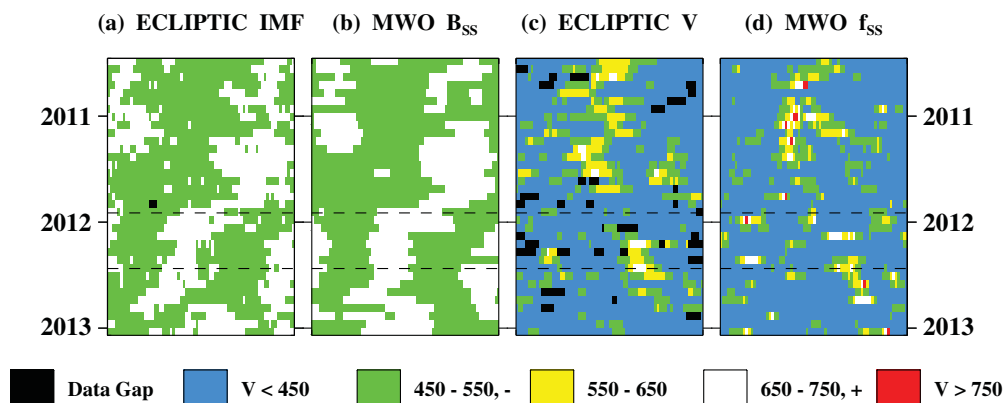 (a) ECLIPTIC IMF (b) MWO B_SS (c) ECLIPTIC V (d) MWO f_SS
2011 2011
2012 2012
2013 2013
Data Gap V < 450 450 - 550, - 550 - 650 650 - 750, + V > 750